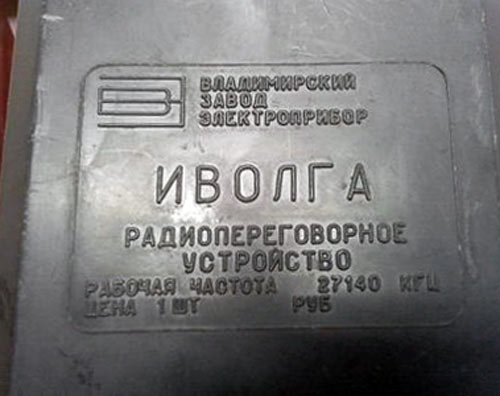 ВЛАДИМИРСКИЙ
ЗАВОД
ЭЛЕКТРОПРИБОР
ИВОЛГА
РАДИОПЕРЕГОВОРНОЕ
УСТРОЙСТВО
РАБОЧАЯ ЧАСТОТА 27140 КГЦ
ЦЕНА 1 ШТ РУБ